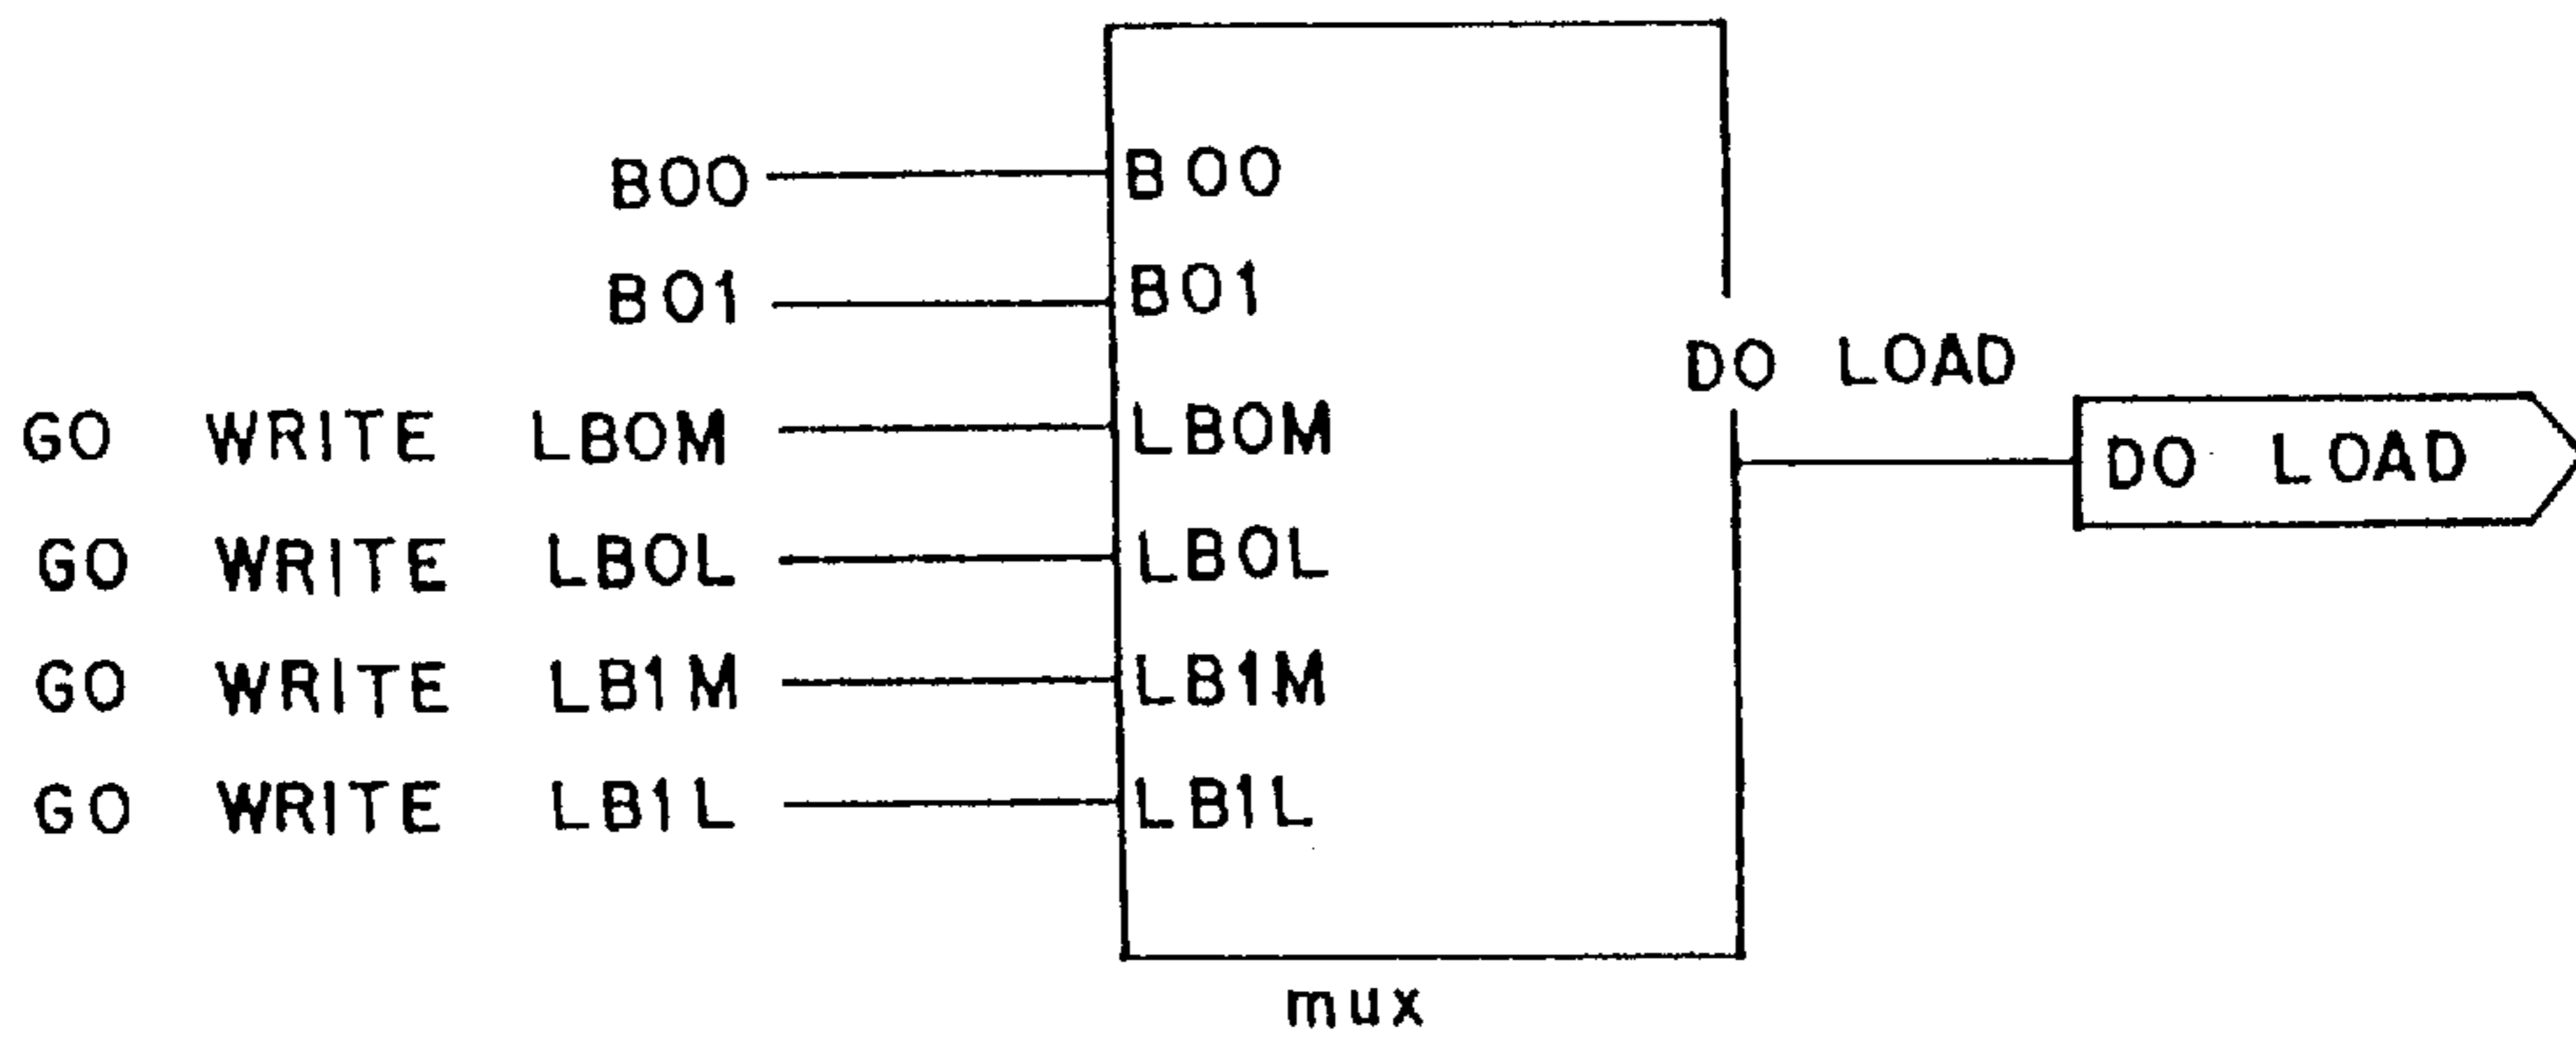 B00 B00
B01 B01
DO LOAD
GO WRITE LB0M LB0M
DO LOAD
GO WRITE LB0L LB0L
GO WRITE LB1M LB1M
GO WRITE LB1L LB1L
mux